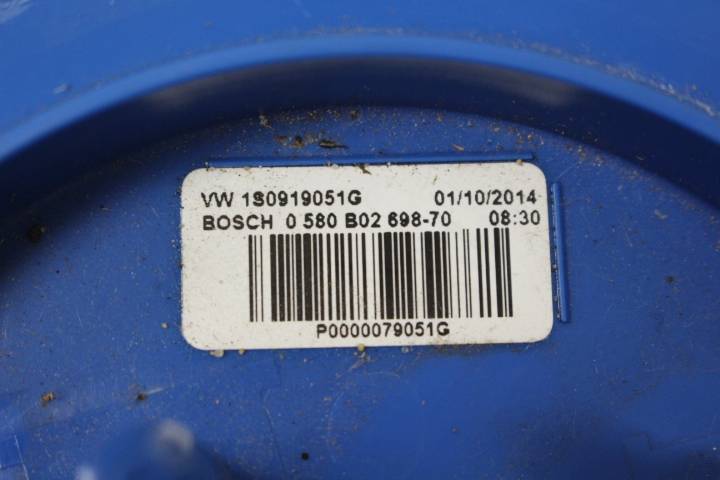 VW 1S0919051G 01/10/2014
BOSCH 0 580 B02 698-70 08:30
P0000079051G